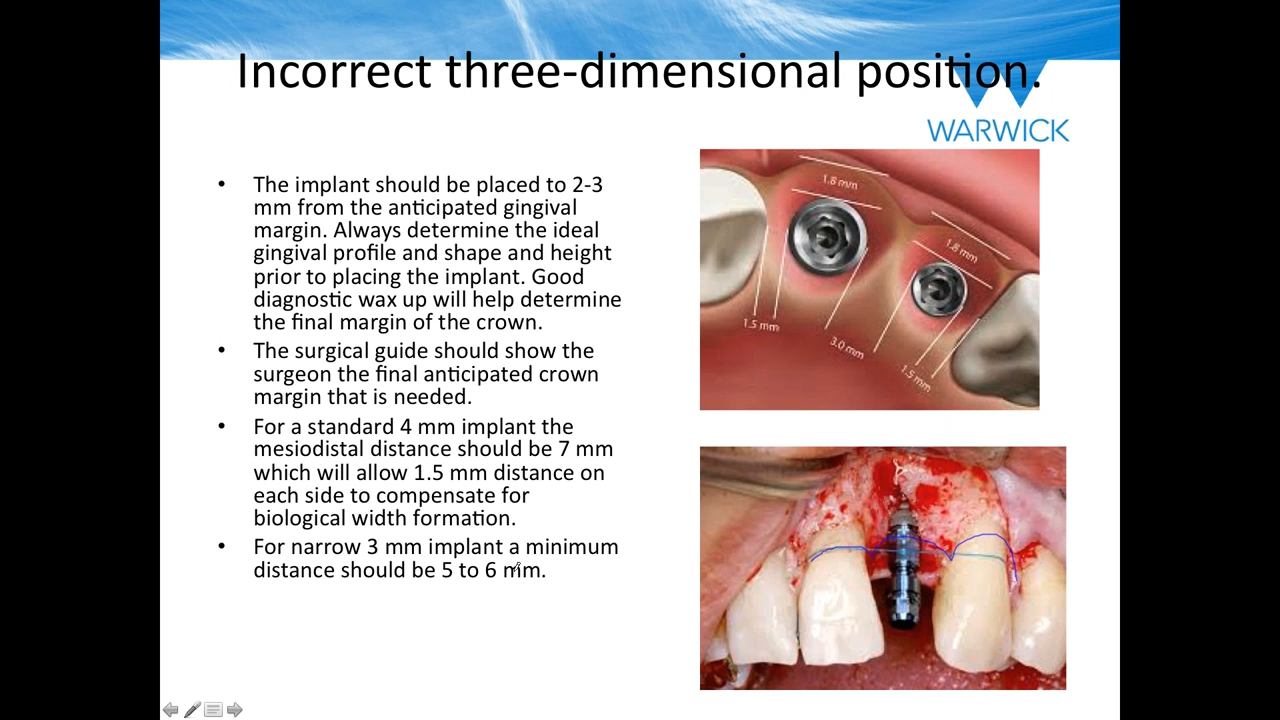 Incorrect three-dimensional position.
WARWICK
• The implant should be placed to 2-3
mm from the anticipated gingival
margin. Always determine the ideal
gingival profile and shape and height
prior to placing the implant. Good
diagnostic wax up will help determine
the final margin of the crown.
• The surgical guide should show the
surgeon the final anticipated crown
margin that is needed.
• For a standard 4 mm implant the
mesiodistal distance should be 7 mm
which will allow 1.5 mm distance on
each side to compensate for
biological width formation.
• For narrow 3 mm implant a minimum
distance should be 5 to 6 mm.
1.8 mm
1.8 mm
1.5 mm
3.0 mm
1.5 mm